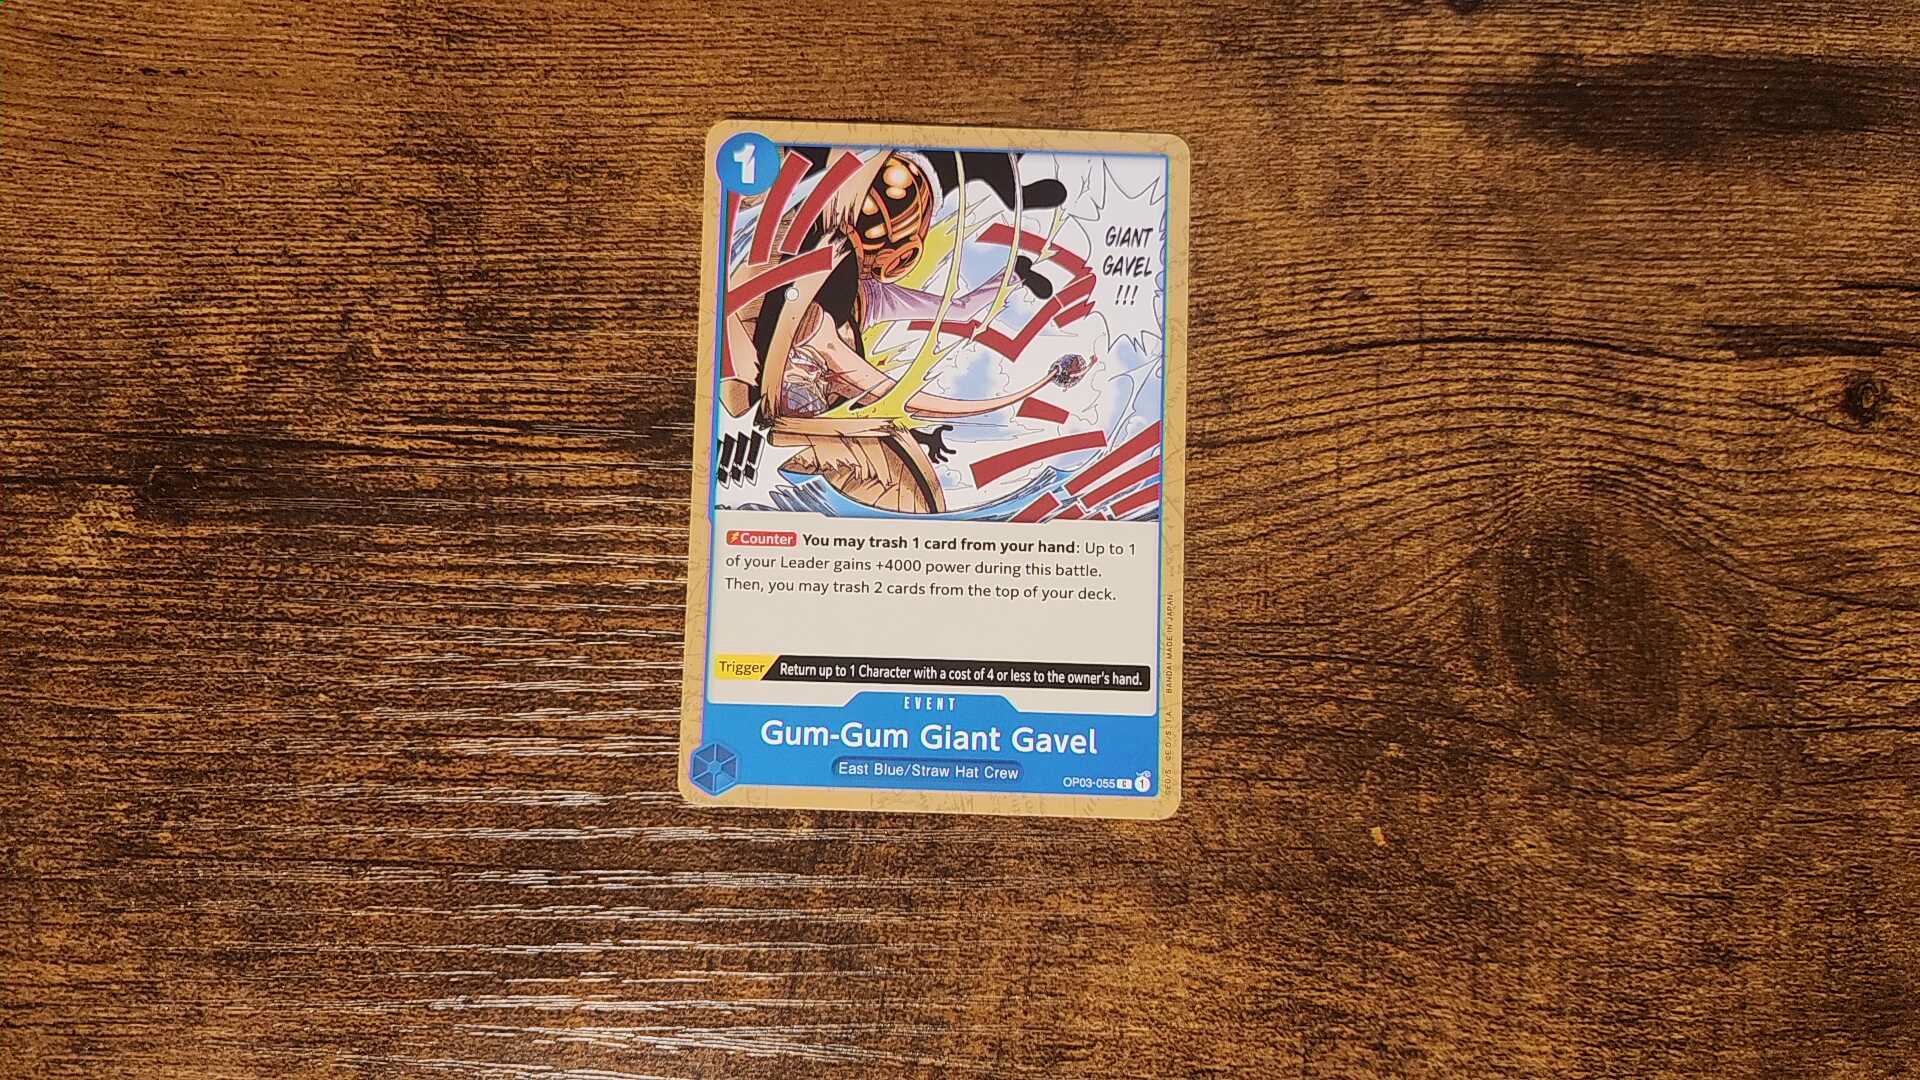 1
GIANT
GAVEL
!!!
!!!
Counter You may trash 1 card from your hand: Up to 1
of your Leader gains +4000 power during this battle.
Then, you may trash 2 cards from the top of your deck.
Trigger Return up to 1 Character with a cost of 4 or less to the owner's hand.
EVENT
Gum-Gum Giant Gavel
East Blue/Straw Hat Crew
OP03-055 C 1
BANDAI MADE IN JAPAN